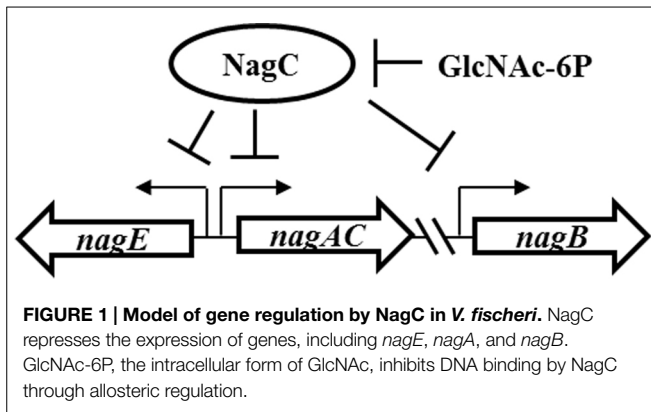 NagC
GlcNAc-6P
nagE
nagAC
nagB
FIGURE 1 | Model of gene regulation by NagC in V. fischeri. NagC
represses the expression of genes, including nagE, nagA, and nagB.
GlcNAc-6P, the intracellular form of GlcNAc, inhibits DNA binding by NagC
through allosteric regulation.